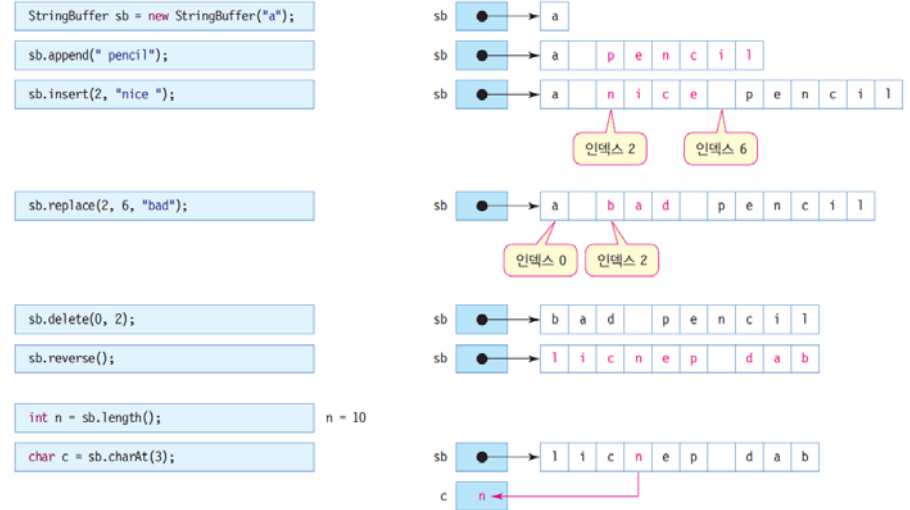 StringBuffer sb = new StringBuffer("a"); sb a
sb.append(" pencil"); sb a p e n c i l
sb.insert(2, "nice "); sb a n i c e p e n c i l
인덱스 2 인덱스 6
sb.replace(2, 6, "bad"); sb a b a d p e n c i l
인덱스 0 인덱스 2
sb.delete(0, 2); sb b a d p e n c i l
sb.reverse(); sb l i c n e p d a b
int n = sb.length(); n = 10
char c = sb.charAt(3); sb l i c n e p d a b
c n